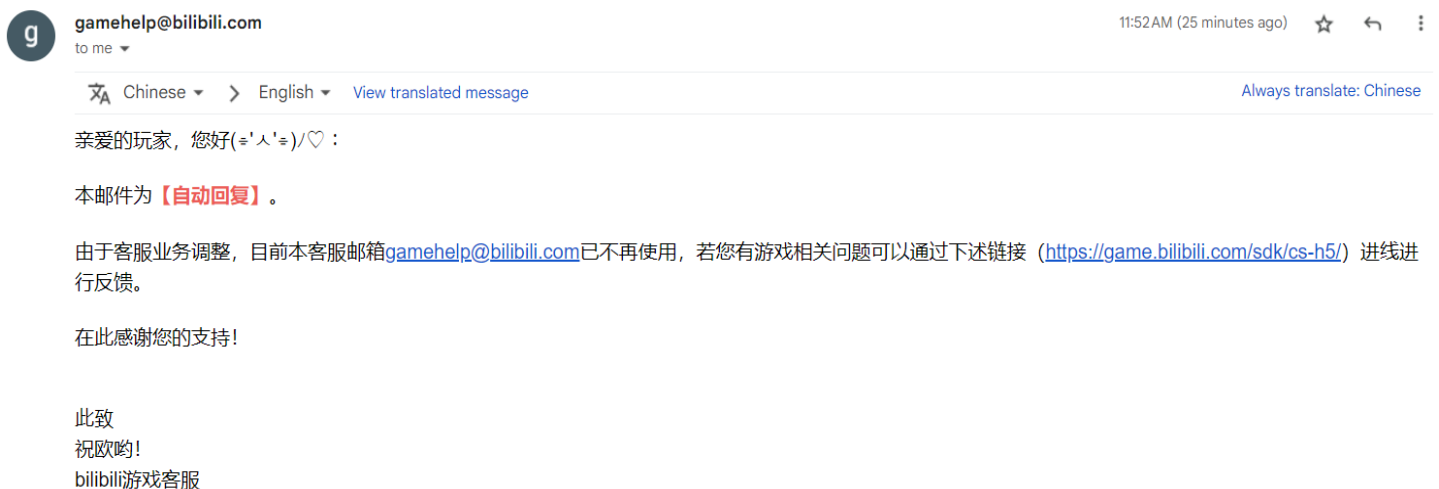 g
gamehelp@bilibili.com
11:52 AM (25 minutes ago)
to me
Chinese
English
View translated message
Always translate: Chinese
亲爱的玩家，您好(⌯'ㅅ'⌯)ﾉ♡：
本邮件为【自动回复】。
由于客服业务调整，目前本客服邮箱gamehelp@bilibili.com已不再使用，若您有游戏相关问题可以通过下述链接（https://game.bilibili.com/sdk/cs-h5/）进线进
行反馈。
在此感谢您的支持！
此致
祝欧哟！
bilibili游戏客服